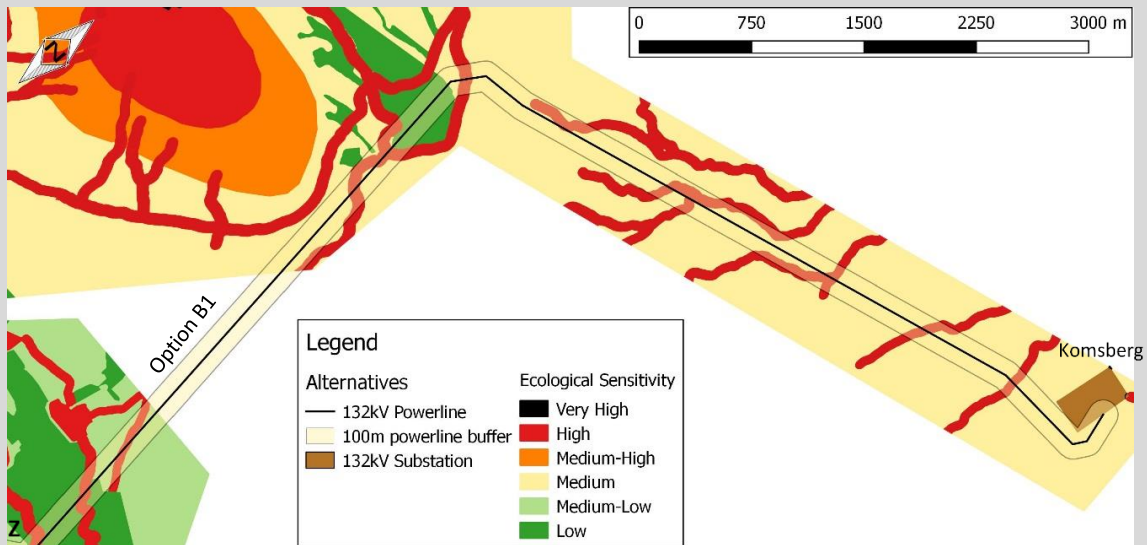 0 750 1500 2250 3000 m
Option B1
Komsberg
Legend
Alternatives
132kV Powerline
100m powerline buffer
132kV Substation
Ecological Sensitivity
Very High
High
Medium-High
Medium
Medium-Low
Low
Z